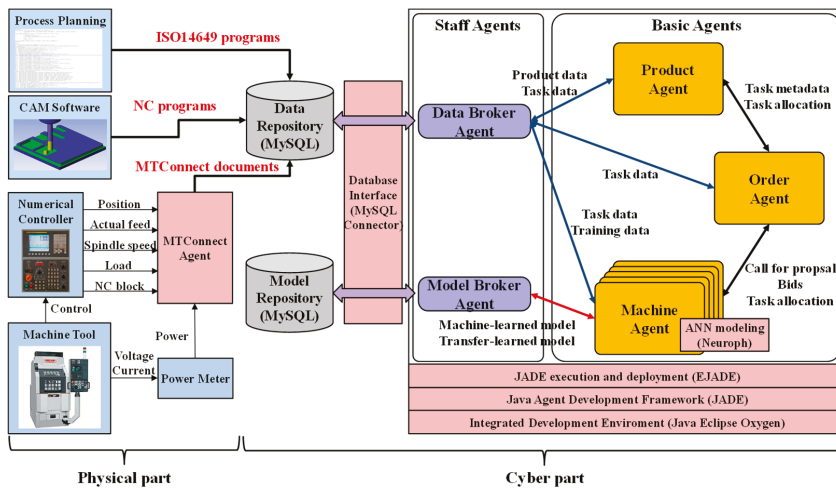 Process Planning
ISO14649 programs
CAM Software
NC programs
Data
Repository
(MySQL)
MTConnect documents
Numerical
Controller
Position
Actual feed
Spindle speed
Load
NC block
MTConnect
Agent
Control
Machine Tool
Voltage
Current
Power
Power Meter
Model
Repository
(MySQL)
Database
Interface
(MySQL
Connector)
Staff Agents
Basic Agents
Data Broker
Agent
Model Broker
Agent
Product data
Task data
Product
Agent
Task metadata
Task allocation
Task data
Order
Agent
Task data
Training data
Call for propsal
Bids
Task allocation
Machine
Agent
ANN modeling
(Neuroph)
Machine-learned model
Transfer-learned model
JADE execution and deployment (EJADE)
Java Agent Development Framework (JADE)
Integrated Development Enviroment (Java Eclipse Oxygen)
Physical part
Cyber part